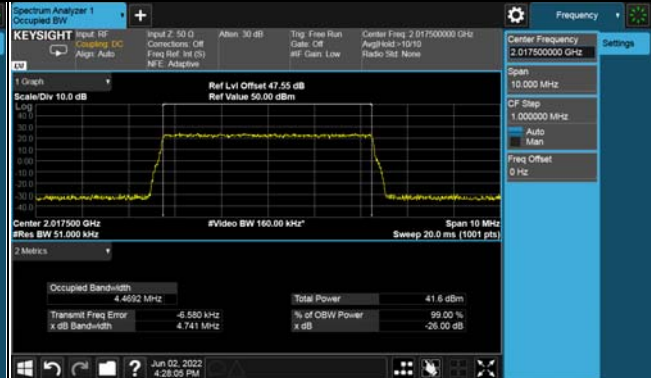 Spectrum Analyzer 1
Occupied BW
+
Frequency
KEYSIGHT
Input: RF
Coupling: DC
Align: Auto
Input Z: 50 Ω
Corrections: Off
Freq Ref: Int (S)
NFE: Adaptive
Atten: 30 dB
Trig: Free Run
Gate: Off
#IF Gain: Low
Center Freq: 2.017500000 GHz
Avg|Hold:>10/10
Radio Std: None
LXI
Center Frequency
2.017500000 GHz
Settings
Span
10.000 MHz
CF Step
1.000000 MHz
Auto
Man
Freq Offset
0 Hz
1 Graph
Scale/Div 10.0 dB
Ref Lvl Offset 47.55 dB
Ref Value 50.00 dBm
Log
40.0
30.0
20.0
10.0
0.00
-10.0
-20.0
-30.0
-40.0
Center 2.017500 GHz
#Res BW 51.000 kHz
#Video BW 160.00 kHz*
Span 10 MHz
Sweep 20.0 ms (1001 pts)
2 Metrics
Occupied Bandwidth
4.4692 MHz
Total Power
41.6 dBm
Transmit Freq Error
-6.580 kHz
% of OBW Power
99.00 %
x dB Bandwidth
4.741 MHz
x dB
-26.00 dB
?
Jun 02, 2022
4:28:05 PM